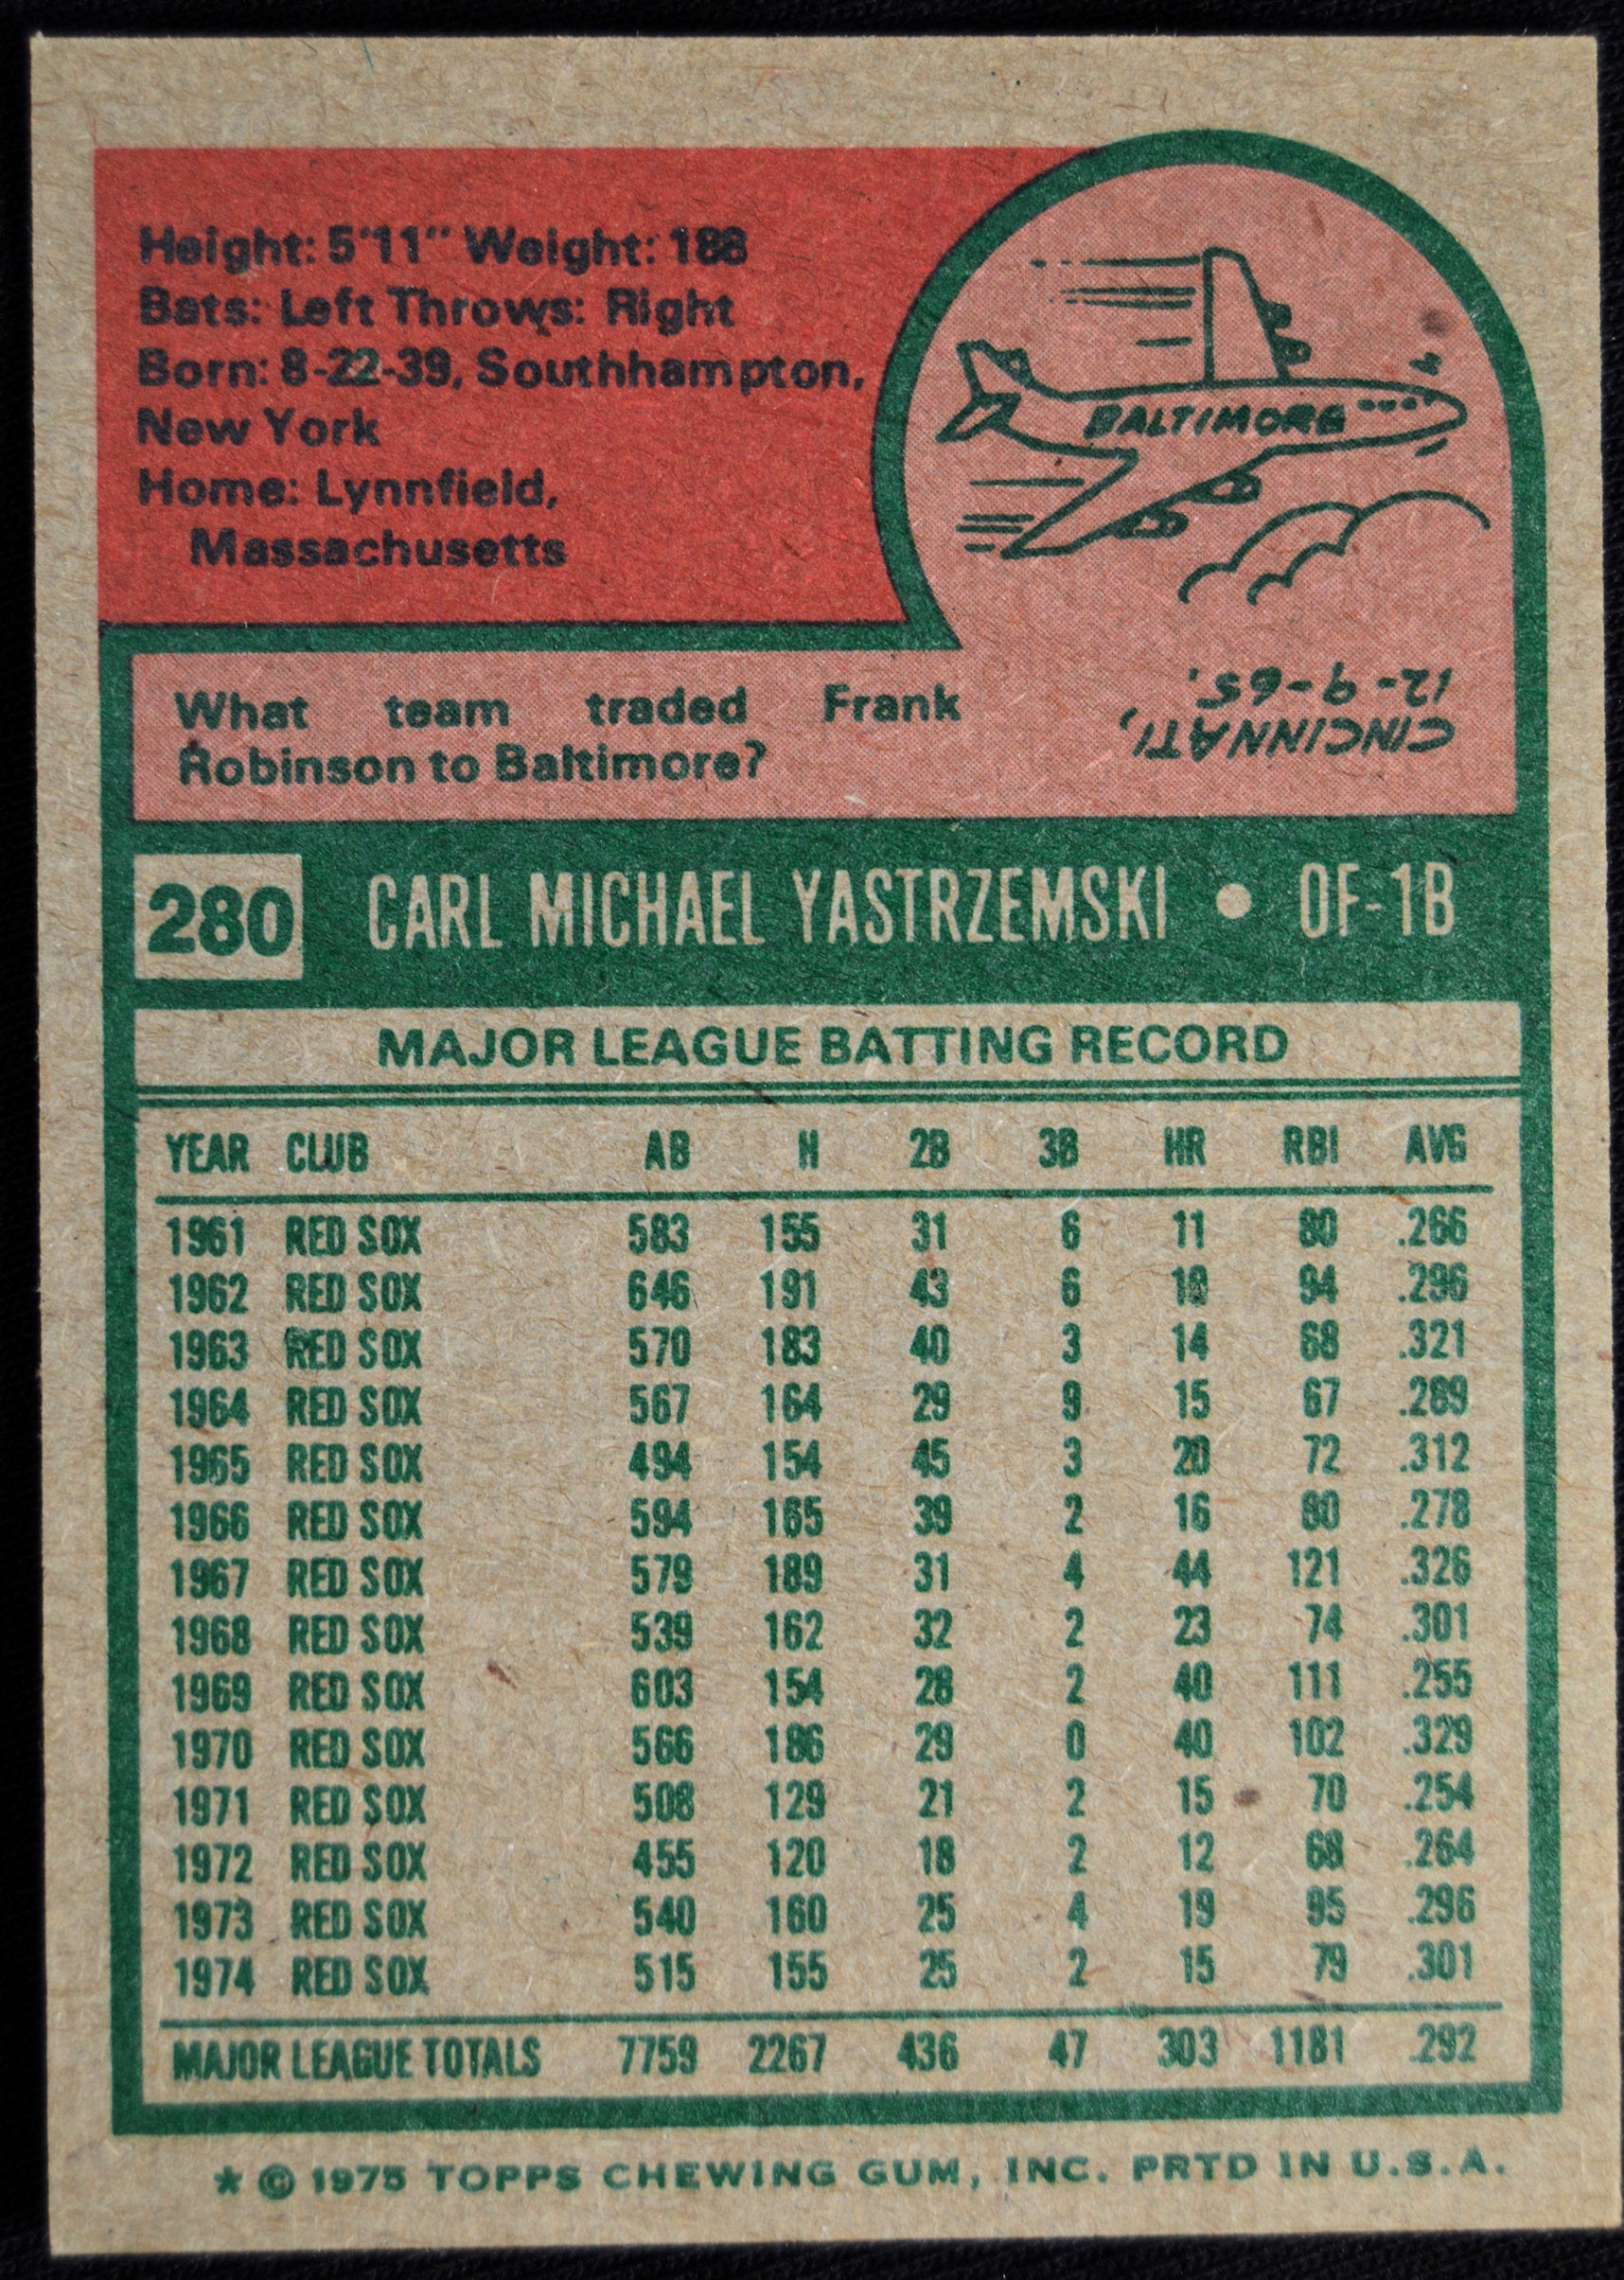 Height: 5'11" Weight: 188
Bats: Left Throws: Right
Born: 8-22-39, Southhampton,
New York
Home: Lynnfield,
Massachusetts
BALTIMORE
What team traded Frank
Robinson to Baltimore?
CINCINNATI,
12-9-65.
280 CARL MICHAEL YASTRZEMSKI • OF-1B
MAJOR LEAGUE BATTING RECORD
YEAR CLUB AB H 2B 3B HR RBI AVG
1961 RED SOX 583 155 31 6 11 80 .266
1962 RED SOX 646 191 43 6 19 94 .296
1963 RED SOX 570 183 40 3 14 68 .321
1964 RED SOX 567 164 29 9 15 67 .289
1965 RED SOX 494 154 45 3 20 72 .312
1966 RED SOX 594 165 39 2 16 80 .278
1967 RED SOX 579 189 31 4 44 121 .326
1968 RED SOX 539 162 32 2 23 74 .301
1969 RED SOX 603 154 28 2 40 111 .255
1970 RED SOX 566 186 29 0 40 102 .329
1971 RED SOX 508 129 21 2 15 70 .254
1972 RED SOX 455 120 18 2 12 68 .264
1973 RED SOX 540 160 25 4 19 95 .296
1974 RED SOX 515 155 25 2 15 79 .301
MAJOR LEAGUE TOTALS 7759 2267 436 47 303 1181 .292
* © 1975 TOPPS CHEWING GUM, INC. PRTD IN U.S.A.